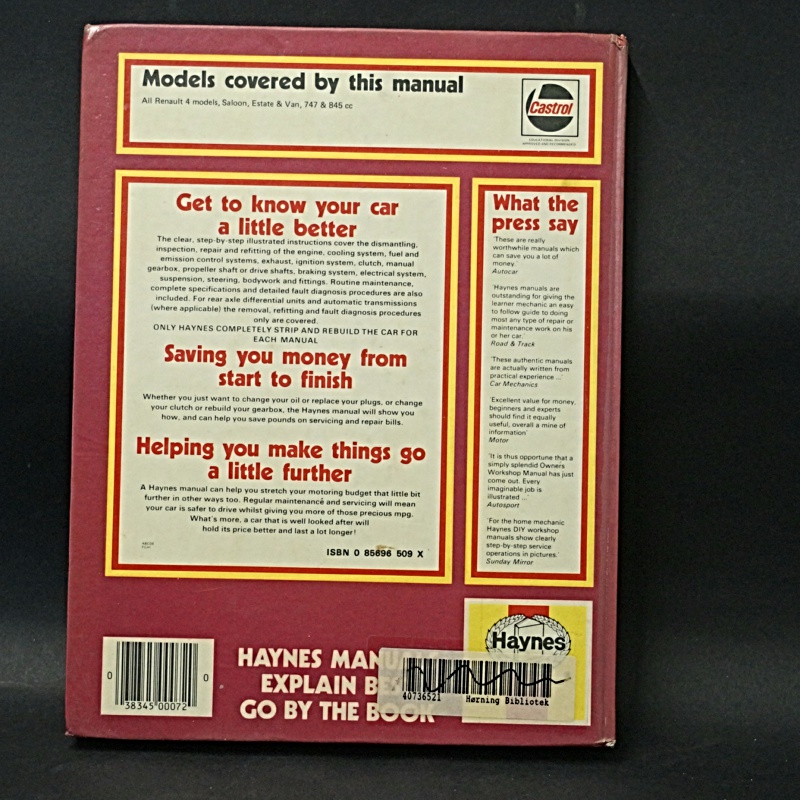 Models covered by this manual
All Renault 4 models, Saloon, Estate & Van, 747 & 845 cc
Castrol
EDUCATIONAL DIVISION
APPROVED AND RECOMMENDED
Get to know your car
a little better
The clear, step-by-step illustrated instructions cover the dismantling,
inspection, repair and refitting of the engine, cooling system, fuel and
emission control systems, exhaust, ignition system, clutch, manual
gearbox, propeller shaft or drive shafts, braking system, electrical system,
suspension, steering, bodywork and fittings. Routine maintenance,
complete specifications and detailed fault diagnosis procedures are also
included. For rear axle differential units and automatic transmissions
(where applicable) the removal, refitting and fault diagnosis procedures
only are covered.
ONLY HAYNES COMPLETELY STRIP AND REBUILD THE CAR FOR
EACH MANUAL
Saving you money from
start to finish
Whether you just want to change your oil or replace your plugs, or change
your clutch or rebuild your gearbox, the Haynes manual will show you
how, and can help you save pounds on servicing and repair bills.
Helping you make things go
a little further
A Haynes manual can help you stretch your motoring budget that little bit
further in other ways too. Regular maintenance and servicing will mean
your car is safer to drive whilst giving you more of those precious mpg.
What's more, a car that is well looked after will
hold its price better and last a lot longer!
ISBN 0 85696 509 X
What the
press say
'These are really
worthwhile manuals which
can save you a lot of
money.'
Autocar
'Haynes manuals are
outstanding for giving the
learner mechanic an easy
to follow guide to doing
most any type of repair or
maintenance work on his
or her car.'
Road & Track
'These authentic manuals
are actually written from
practical experience ...'
Car Mechanics
'Excellent value for money,
beginners and experts
should find it equally
useful, overall a mine of
information'
Motor
'It is thus opportune that a
simply splendid Owners
Workshop Manual has just
come out. Every
imaginable job is
illustrated ...'
Autosport
'For the home mechanic
Haynes DIY workshop
manuals show clearly
step-by-step service
operations in pictures.'
Sunday Mirror
Haynes
0 38345 00072 0
HAYNES MANUALS
EXPLAIN BEST
GO BY THE BOOK
40736521 Hørning Bibliotek